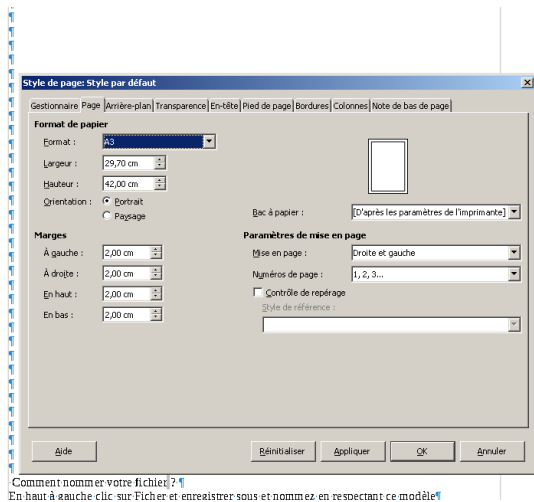 Style de page: Style par défaut
Gestionnaire Page Arrière-plan Transparence En-tête Pied de page Bordures Colonnes Note de bas de page
Format de papier
Format : A3
Largeur : 29,70 cm
Hauteur : 42,00 cm
Orientation : Portrait
Paysage
Bac à papier : [D'après les paramètres de l'imprimante]
Marges
À gauche : 2,00 cm
À droite : 2,00 cm
En haut : 2,00 cm
En bas : 2,00 cm
Paramètres de mise en page
Mise en page : Droite et gauche
Numéros de page : 1, 2, 3...
Contrôle de repérage
Style de référence :
Aide Réinitialiser Appliquer OK Annuler
Comment nommer votre fichier ? ¶
En haut à gauche clic sur Ficher et enregistrer sous et nommez en respectant ce modèle¶